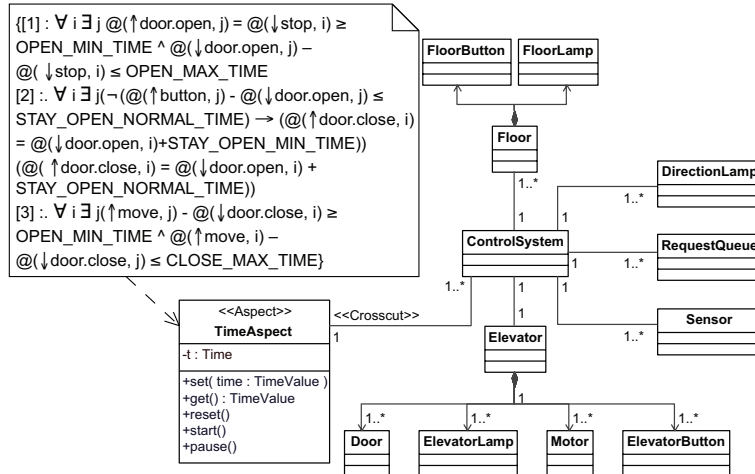 {[1] : ∀ i ∃ j @(↑door.open, j) = @(↓stop, i) ≥
OPEN_MIN_TIME ^ @(↓door.open, j) –
@( ↓stop, i) ≤ OPEN_MAX_TIME
[2] :. ∀ i ∃ j(¬(@(↑button, j) - @(↓door.open, j) ≤
STAY_OPEN_NORMAL_TIME) → (@(↑door.close, i)
= @(↓door.open, i)+STAY_OPEN_MIN_TIME))
(@( ↑door.close, i) = @(↓door.open, i) +
STAY_OPEN_NORMAL_TIME))
[3] :. ∀ i ∃ j(↑move, j) - @(↓door.close, i) ≥
OPEN_MIN_TIME ^ @(↑move, i) –
@(↓door.close, j) ≤ CLOSE_MAX_TIME}
FloorButton
FloorLamp
Floor
1..*
1
DirectionLamp
1..*
1
ControlSystem
RequestQueue
1
1..*
1..*
1
1
Sensor
1..*
<<Crosscut>>
1
<<Aspect>>
TimeAspect
-t : Time
+set( time : TimeValue )
+get() : TimeValue
+reset()
+start()
+pause()
1
Elevator
1
1..*
1..*
1..*
1..*
Door
ElevatorLamp
Motor
ElevatorButton